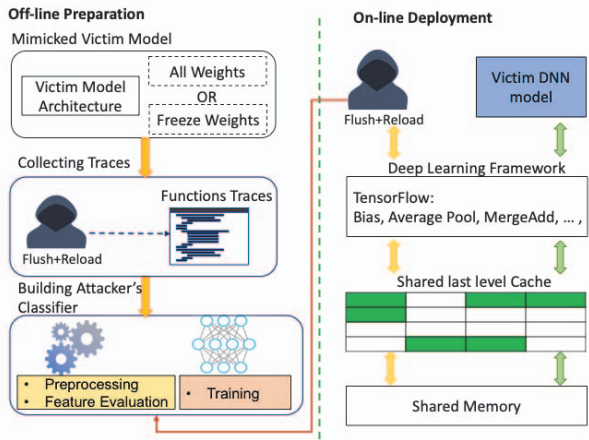 Off-line Preparation
Mimicked Victim Model
Victim Model
Architecture
All Weights
OR
Freeze Weights
Collecting Traces
Functions Traces
Flush+Reload
Building Attacker's
Classifier
• Preprocessing
• Feature Evaluation
• Training
On-line Deployment
Flush+Reload
Victim DNN
model
Deep Learning Framework
TensorFlow:
Bias, Average Pool, MergeAdd, ... ,
Shared last level Cache
Shared Memory